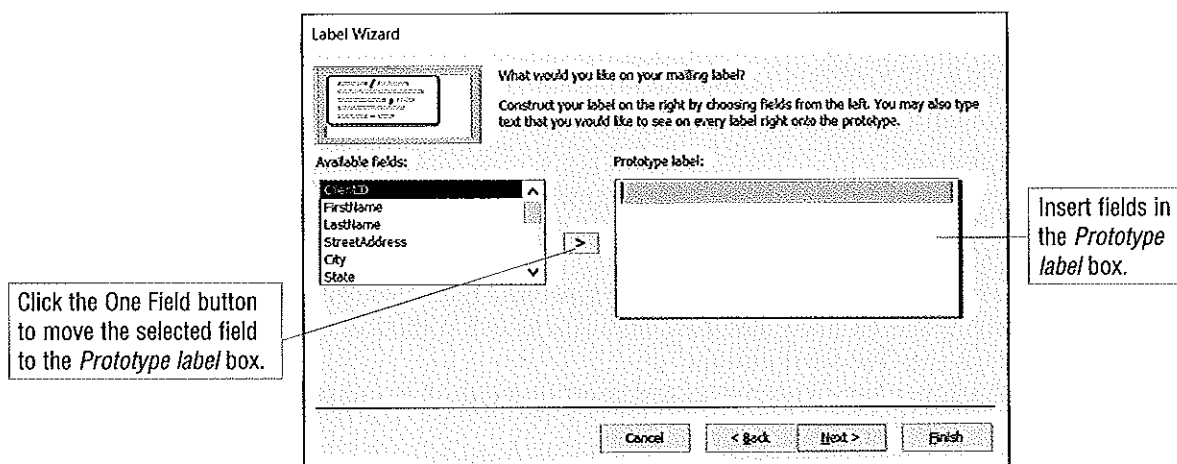 Label Wizard
What would you like on your mailing label?
Construct your label on the right by choosing fields from the left. You may also type
text that you would like to see on every label right onto the prototype.
Available fields:
ClientID
FirstName
LastName
StreetAddress
City
State
>
Prototype label:
Insert fields in
the Prototype
label box.
Click the One Field button
to move the selected field
to the Prototype label box.
Cancel
< Back
Next >
Finish